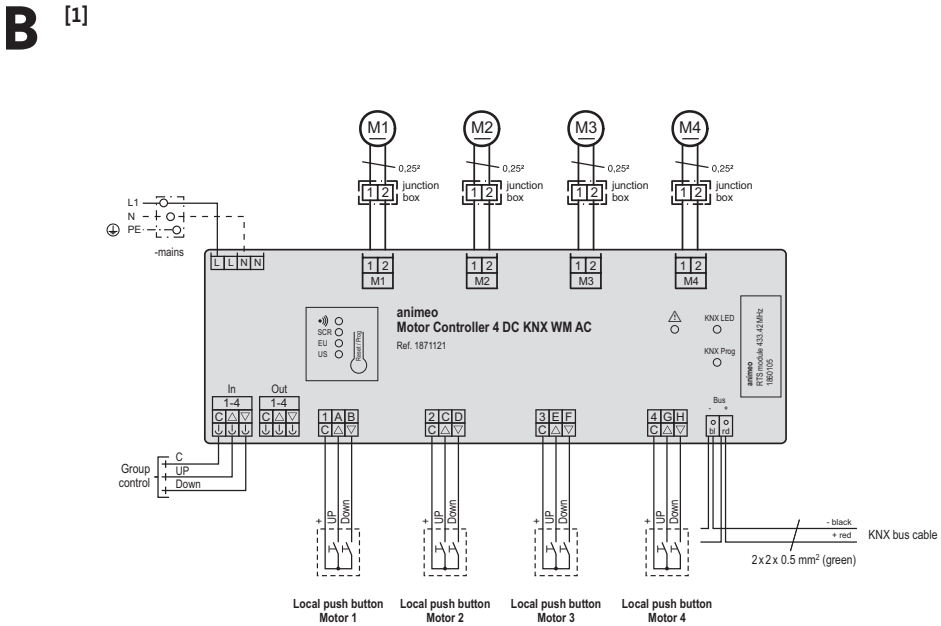 B [1]
M1 M2 M3 M4
0,25² 0,25² 0,25² 0,25²
1 2 junction box
1 2 junction box
1 2 junction box
1 2 junction box
L1
N
PE
-mains
L L N N
1 2 M1
1 2 M2
1 2 M3
1 2 M4
animeo
Motor Controller 4 DC KNX WM AC
Ref. 1871121
SCR
EU
US
Reset / Prog
KNX LED
KNX Prog
animeo
RTS module 433.42MHz
1860105
In
1-4
C
Out
1-4
C
1 A B
C
2 C D
C
3 E F
C
4 G H
C
Bus
- +
bl rd
Group control
C
UP
Down
+ UP Down
+ UP Down
+ UP Down
+ UP Down
- black
+ red
KNX bus cable
2x2x 0.5 mm² (green)
Local push button Motor 1
Local push button Motor 2
Local push button Motor 3
Local push button Motor 4